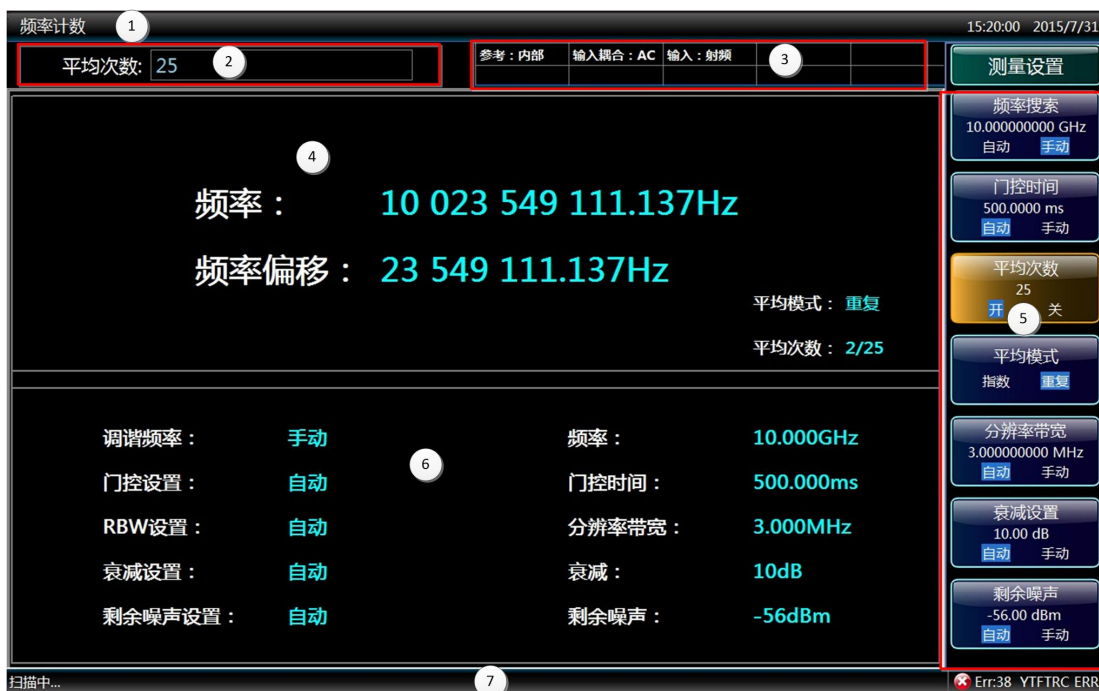 频率计数 1 15:20:00 2015/7/31
平均次数: 25 2
参考：内部 输入耦合：AC 输入：射频 3
测量设置
4
频率： 10 023 549 111.137Hz
频率偏移： 23 549 111.137Hz
平均模式： 重复
平均次数： 2/25
调谐频率： 手动 频率： 10.000GHz
门控设置： 自动 6 门控时间： 500.000ms
RBW设置： 自动 分辨率带宽： 3.000MHz
衰减设置： 自动 衰减： 10dB
剩余噪声设置： 自动 剩余噪声： -56dBm
频率搜索
10.000000000 GHz
自动 手动
门控时间
500.0000 ms
自动 手动
平均次数
25
开 5 关
平均模式
指数 重复
分辨率带宽
3.000000000 MHz
自动 手动
衰减设置
10.00 dB
自动 手动
剩余噪声
-56.00 dBm
自动 手动
扫描中... 7 Err:38 YTFTRC ERR